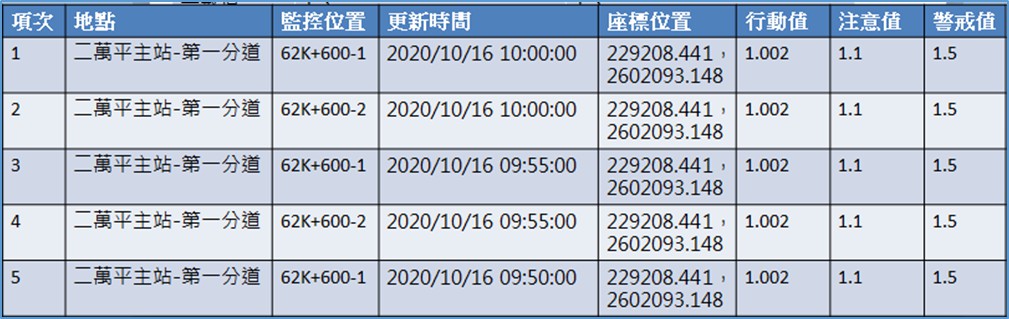 項次 地點 監控位置 更新時間 座標位置 行動值 注意值 警戒值
1 二萬平主站-第一分道 62K+600-1 2020/10/16 10:00:00 229208.441， 1.002 1.1 1.5
2602093.148
2 二萬平主站-第一分道 62K+600-2 2020/10/16 10:00:00 229208.441， 1.002 1.1 1.5
2602093.148
3 二萬平主站-第一分道 62K+600-1 2020/10/16 09:55:00 229208.441， 1.002 1.1 1.5
2602093.148
4 二萬平主站-第一分道 62K+600-2 2020/10/16 09:55:00 229208.441， 1.002 1.1 1.5
2602093.148
5 二萬平主站-第一分道 62K+600-1 2020/10/16 09:50:00 229208.441， 1.002 1.1 1.5
2602093.148